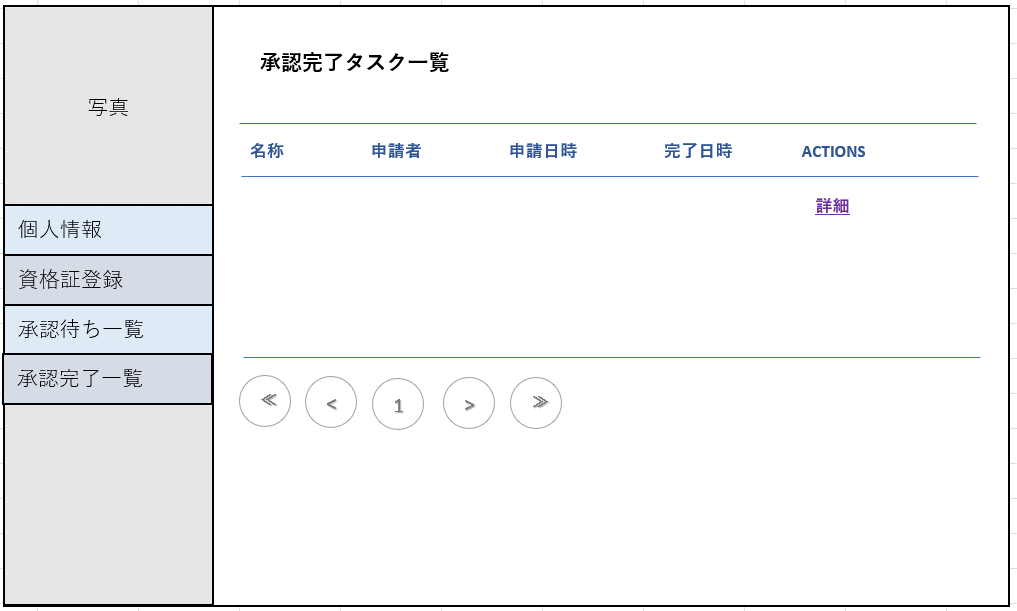 写真
個人情報
資格証登録
承認待ち一覧
承認完了一覧
承認完了タスク一覧
名称 申請者 申請日時 完了日時 ACTIONS
詳細
≪ < 1 > ≫